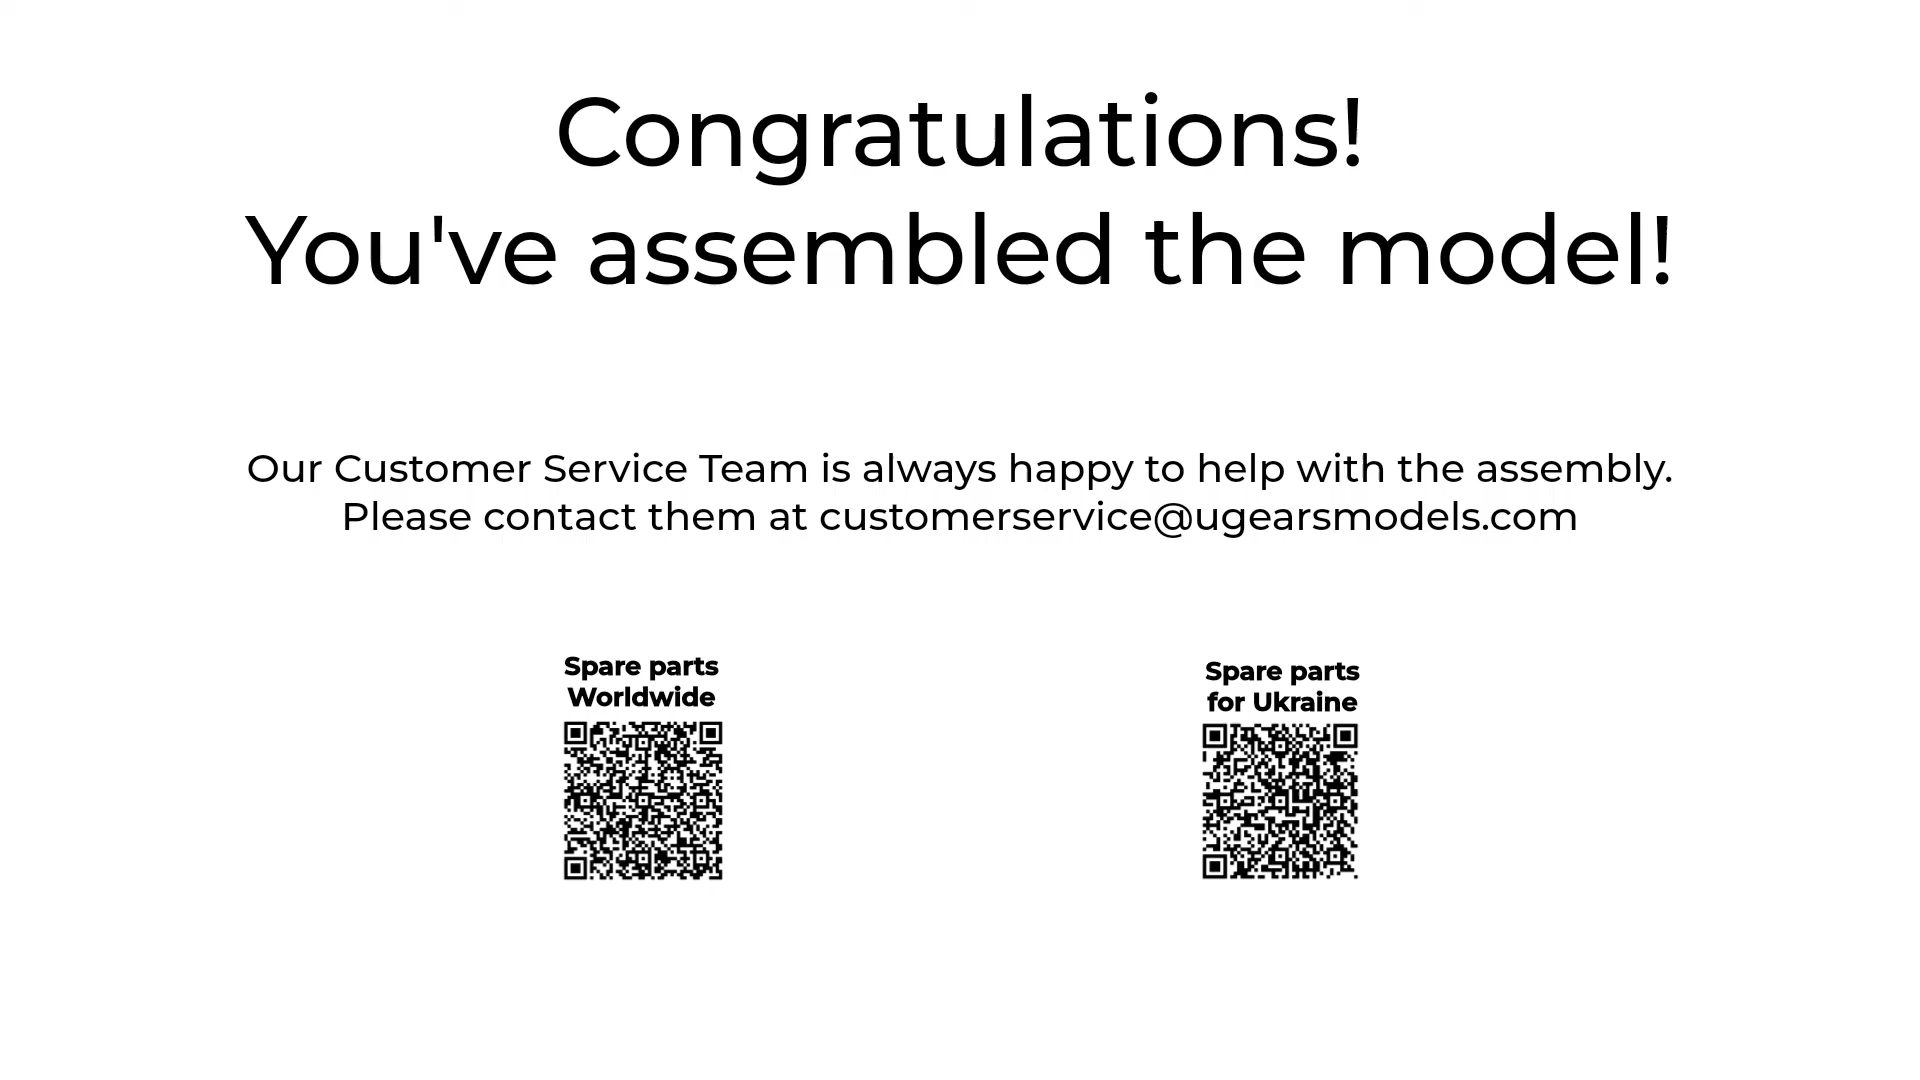 Congratulations!
You've assembled the model!
Our Customer Service Team is always happy to help with the assembly.
Please contact them at customerservice@ugearsmodels.com
Spare parts
Worldwide
Spare parts
for Ukraine